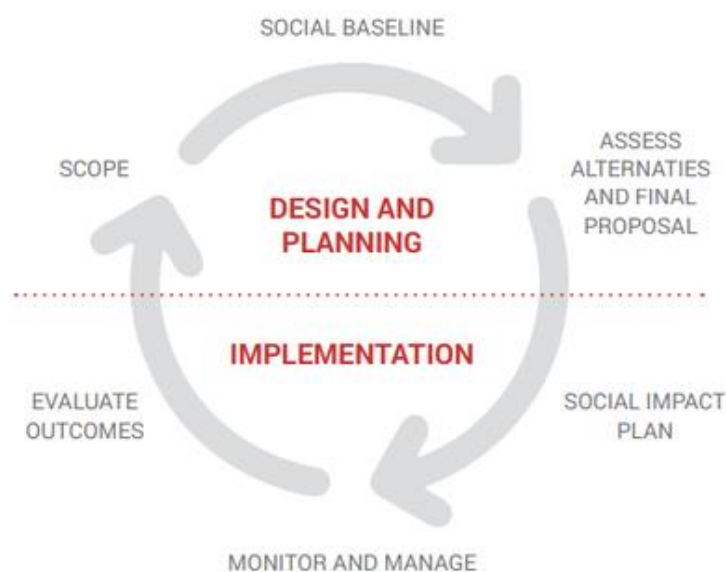 SOCIAL BASELINE
SCOPE
ASSESS
ALTERNATIES
AND FINAL
PROPOSAL
DESIGN AND
PLANNING
IMPLEMENTATION
EVALUATE
OUTCOMES
SOCIAL IMPACT
PLAN
MONITOR AND MANAGE